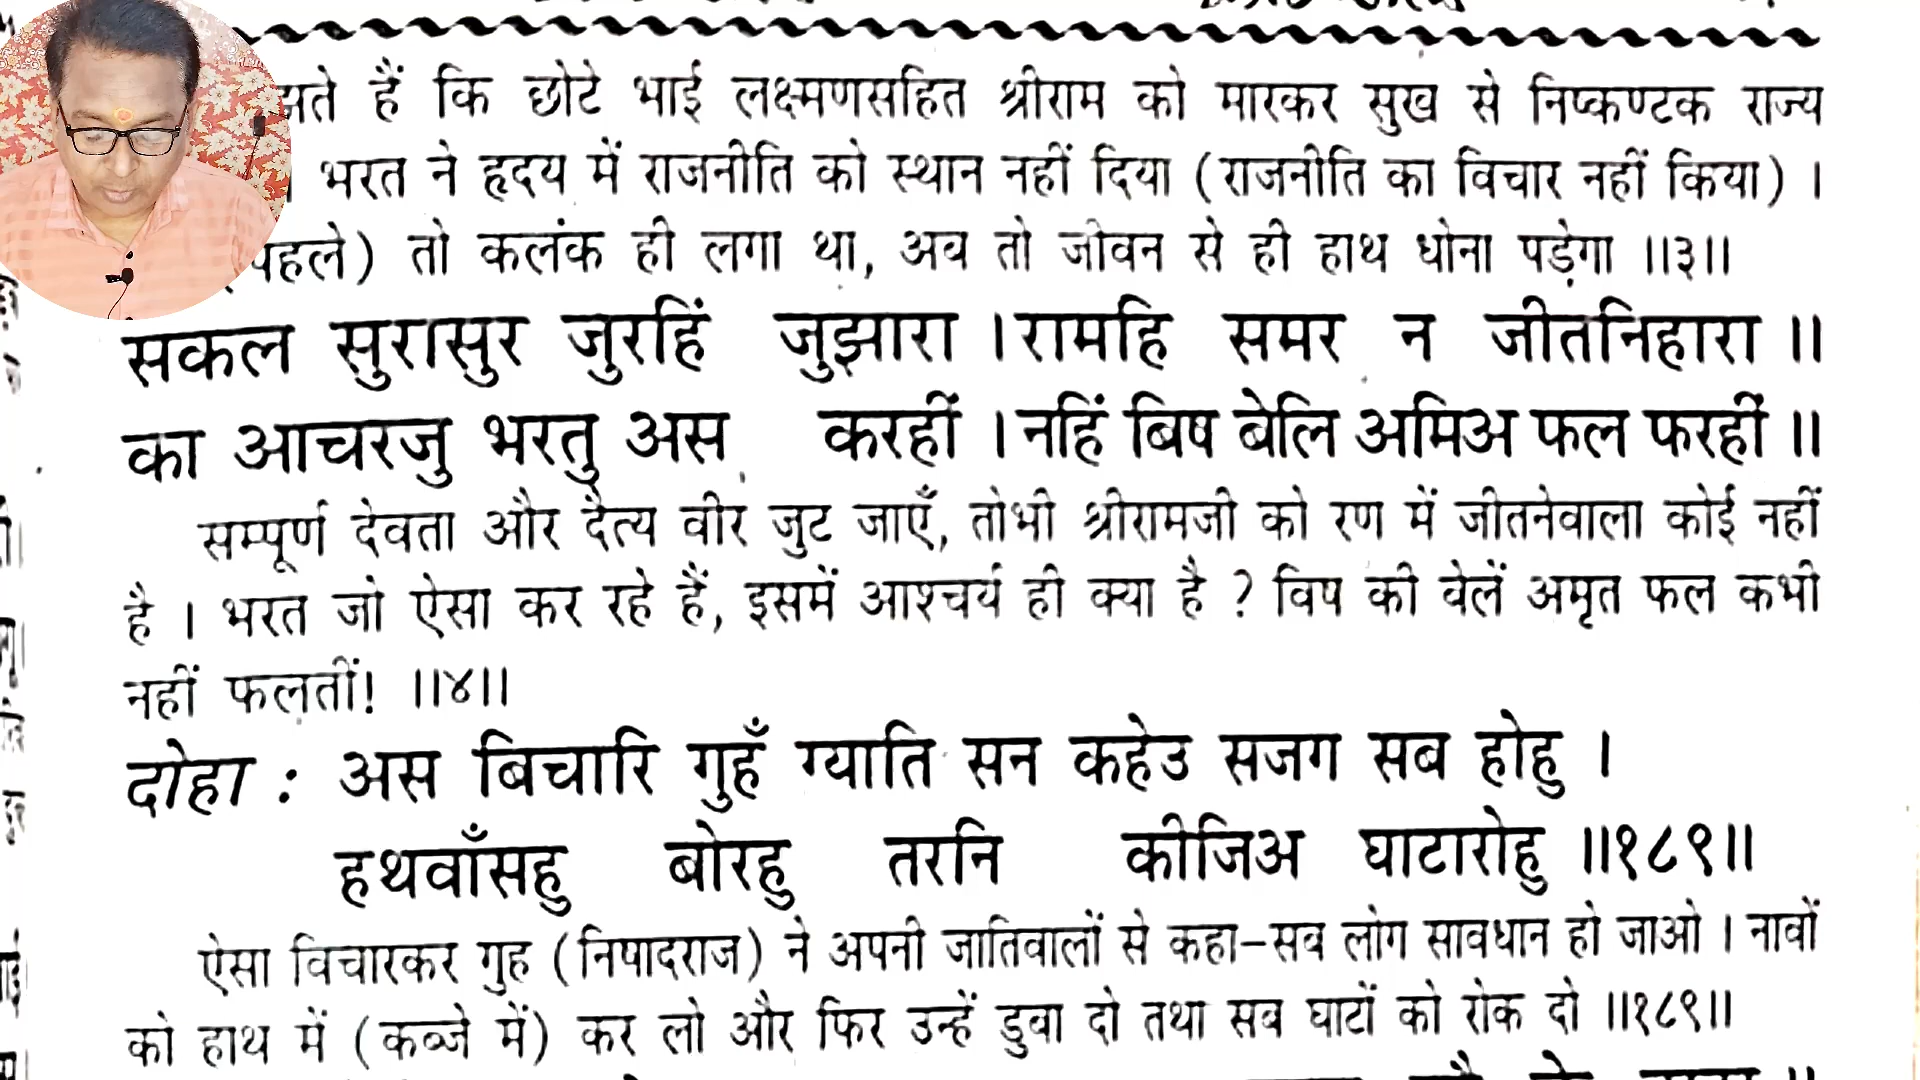 हैं कि छोटे भाई लक्ष्मणसहित श्रीराम को मारकर सुख से निष्कण्टक राज्य
भरत ने हृदय में राजनीति को स्थान नहीं दिया (राजनीति का विचार नहीं किया) ।
पहले) तो कलंक ही लगा था, अब तो जीवन से ही हाथ धोना पड़ेगा ॥३॥
सकल सुरासुर जुरहिं जुझारा । रामहि समर न जीतनिहारा ॥
का आचरजु भरतु अस करहीं । नहिं बिष बेलि अमिअ फल फरहीं ॥
सम्पूर्ण देवता और दैत्य वीर जुट जाएँ, तोभी श्रीरामजी को रण में जीतनेवाला कोई नहीं
है । भरत जो ऐसा कर रहे हैं, इसमें आश्चर्य ही क्या है ? विष की बेलें अमृत फल कभी
नहीं फलतीं! ॥४॥
दोहा : अस बिचारि गुहँ ग्याति सन कहेउ सजग सब होहु ।
हथवाँसहु बोरहु तरनि कीजिअ घाटारोहु ॥१८९॥
ऐसा विचारकर गुह (निषादराज) ने अपनी जातिवालों से कहा–सब लोग सावधान हो जाओ । नावों
को हाथ में (कब्जे में) कर लो और फिर उन्हें डुबा दो तथा सब घाटों को रोक दो ॥१८९॥